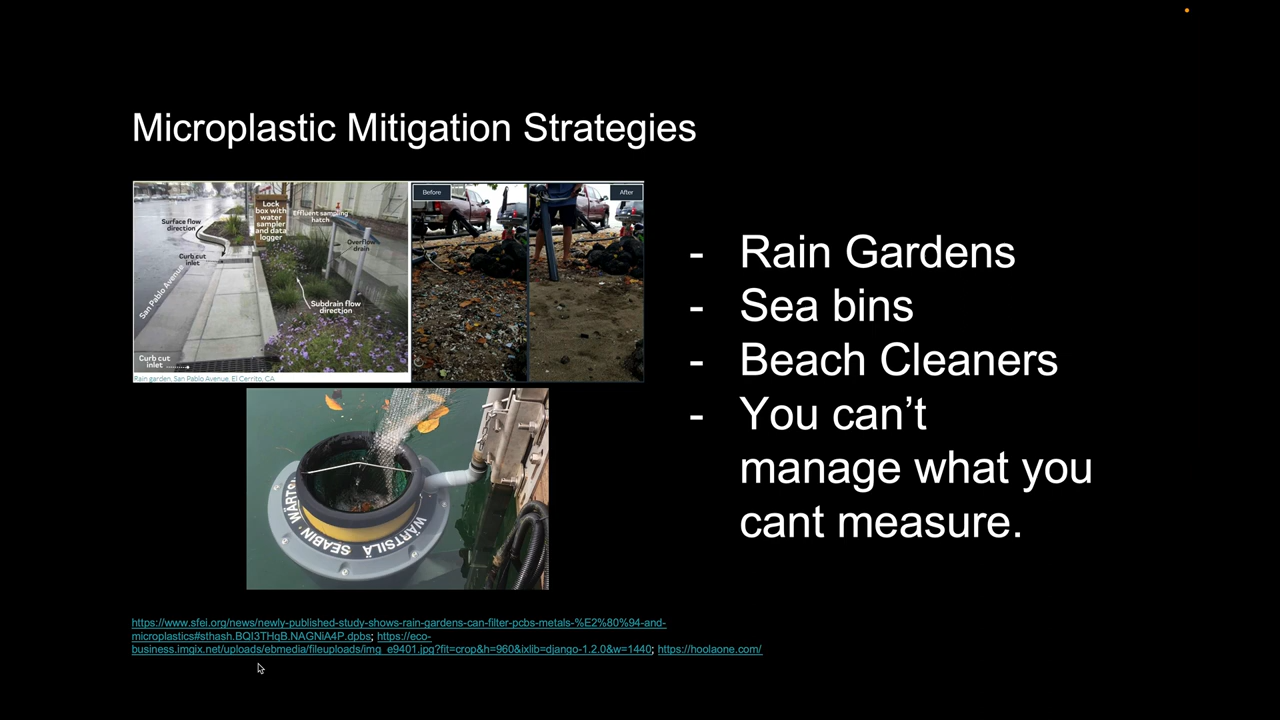 Microplastic Mitigation Strategies
Surface flow
direction
Curb cut
inlet
San Pablo Avenue
Curb cut
inlet
Lock
box with
water
sampler
and data
logger
Effluent sampling
hatch
Overflow
drain
Subdrain flow
direction
Rain garden, San Pablo Avenue, El Cerrito, CA
Before
After
WÄRTSILÄ SEABIN WÄRTS
- Rain Gardens
- Sea bins
- Beach Cleaners
- You can’t
manage what you
cant measure.
https://www.sfei.org/news/newly-published-study-shows-rain-gardens-can-filter-pcbs-metals-%E2%80%94-and-
microplastics#sthash.BQI3THqB.NAGNiA4P.dpbs; https://eco-
business.imgix.net/uploads/ebmedia/fileuploads/img_e9401.jpg?fit=crop&h=960&ixlib=django-1.2.0&w=1440; https://hoolaone.com/